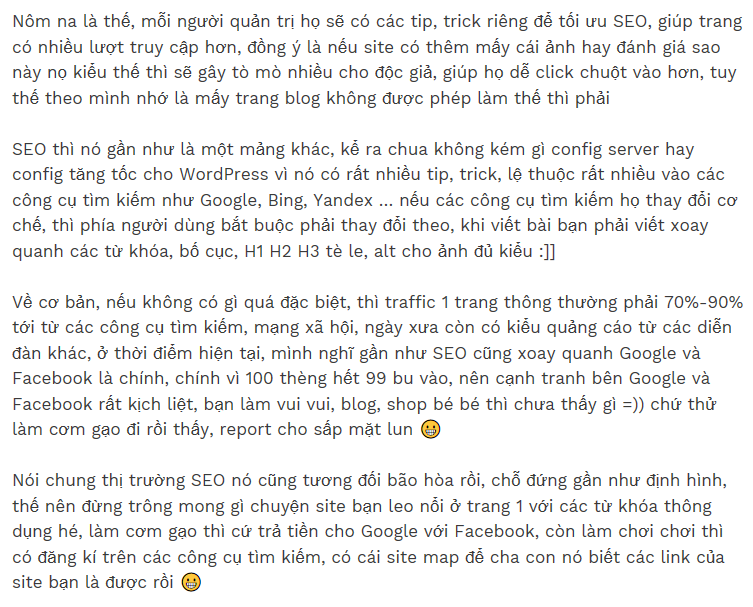 Nôm na là thế, mỗi người quản trị họ sẽ có các tip, trick riêng để tối ưu SEO, giúp trang
có nhiều lượt truy cập hơn, đồng ý là nếu site có thêm mấy cái ảnh hay đánh giá sao
này nọ kiểu thế thì sẽ gây tò mò nhiều cho độc giả, giúp họ dễ click chuột vào hơn, tuy
thế theo mình nhớ là mấy trang blog không được phép làm thế thì phải
SEO thì nó gần như là một mảng khác, kể ra chua không kém gì config server hay
config tăng tốc cho WordPress vì nó có rất nhiều tip, trick, lệ thuộc rất nhiều vào các
công cụ tìm kiếm như Google, Bing, Yandex ... nếu các công cụ tìm kiếm họ thay đổi cơ
chế, thì phía người dùng bắt buộc phải thay đổi theo, khi viết bài bạn phải viết xoay
quanh các từ khóa, bố cục, H1 H2 H3 tè le, alt cho ảnh đủ kiểu :]]
Về cơ bản, nếu không có gì quá đặc biệt, thì traffic 1 trang thông thường phải 70%-90%
tới từ các công cụ tìm kiếm, mạng xã hội, ngày xưa còn có kiểu quảng cáo từ các diễn
đàn khác, ở thời điểm hiện tại, mình nghĩ gần như SEO cũng xoay quanh Google và
Facebook là chính, chính vì 100 thèng hết 99 bu vào, nên cạnh tranh bên Google và
Facebook rất kịch liệt, bạn làm vui vui, blog, shop bé bé thì chưa thấy gì =)) chứ thử
làm cơm gạo đi rồi thấy, report cho sấp mặt lun 😀
Nói chung thị trường SEO nó cũng tương đối bão hòa rồi, chỗ đứng gần như định hình,
thế nên đừng trông mong gì chuyện site bạn leo nổi ở trang 1 với các từ khóa thông
dụng hé, làm cơm gạo thì cứ trả tiền cho Google với Facebook, còn làm chơi chơi thì
có đăng kí trên các công cụ tìm kiếm, có cái site map để cha con nó biết các link của
site bạn là được rồi 😀